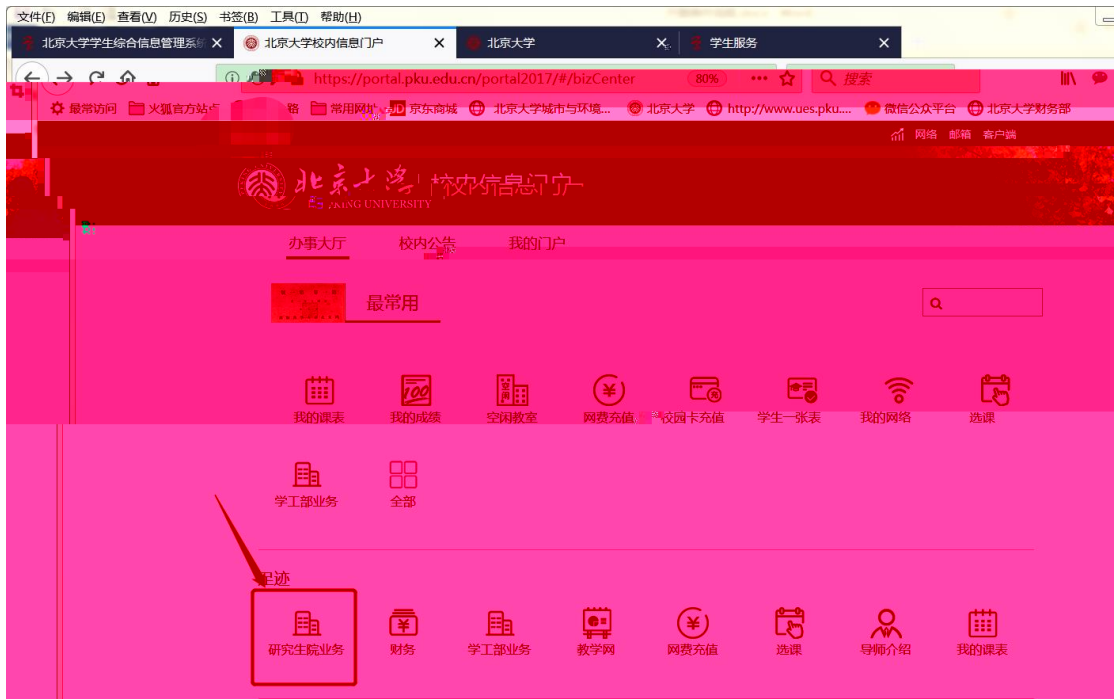 文件(F) 编辑(E) 查看(V) 历史(S) 书签(B) 工具(T) 帮助(H)
北京大学学生综合信息管理系统 北京大学校内信息门户 北京大学 学生服务
https://portal.pku.edu.cn/portal2017/#/bizCenter 80% 搜索
最常访问 火狐官方站点 常用网址 JD 京东商城 北京大学城市与环境... 北京大学 http://www.ues.pku.... 微信公众平台 北京大学财务部
网络 邮箱 客户端
北京大学 校内信息门户
PEKING UNIVERSITY
办事大厅 校内公告 我的门户
最常用
我的课表 我的成绩 空闲教室 网费充值 校园卡充值 学生一张表 我的网络 选课
学工部业务 全部
足迹
研究生院业务 财务 学工部业务 教学网 网费充值 选课 导师介绍 我的课表